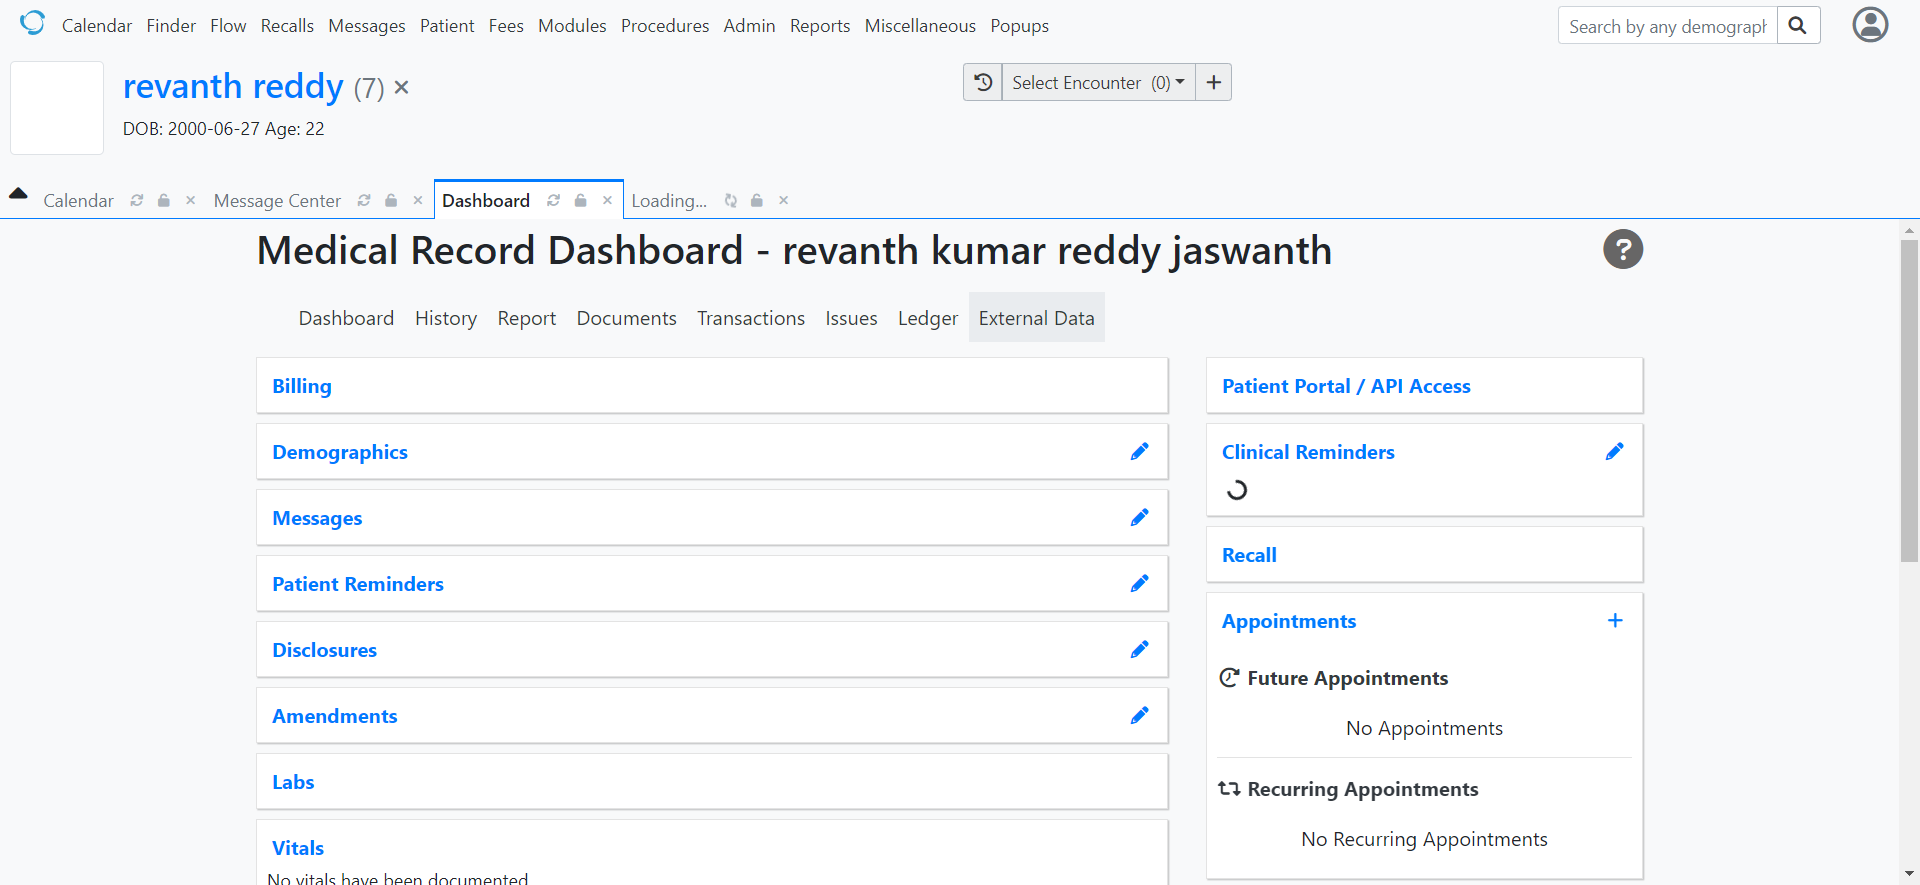 Calendar Finder Flow Recalls Messages Patient Fees Modules Procedures Admin Reports Miscellaneous Popups
Search by any demograph
revanth reddy (7)
Select Encounter (0)
DOB: 2000-06-27 Age: 22
Calendar Message Center Dashboard Loading...
Medical Record Dashboard - revanth kumar reddy jaswanth
Dashboard History Report Documents Transactions Issues Ledger External Data
Billing
Demographics
Messages
Patient Reminders
Disclosures
Amendments
Labs
Vitals
No vitals have been documented
Patient Portal / API Access
Clinical Reminders
Recall
Appointments
Future Appointments
No Appointments
Recurring Appointments
No Recurring Appointments